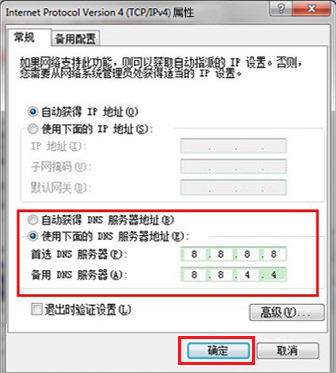 Internet Protocol Version 4 (TCP/IPv4) 属性
常规
备用配置
如果网络支持此功能，则可以获取自动指派的 IP 设置。否则，
您需要从网络系统管理员处获得适当的 IP 设置。
自动获得 IP 地址(O)
使用下面的 IP 地址(S):
IP 地址(I):
子网掩码(U):
默认网关(D):
自动获得 DNS 服务器地址(B)
使用下面的 DNS 服务器地址(E):
首选 DNS 服务器(P): 8 . 8 . 8 . 8
备用 DNS 服务器(A): 8 . 8 . 4 . 4
退出时验证设置(L)
高级(V)...
确定
取消